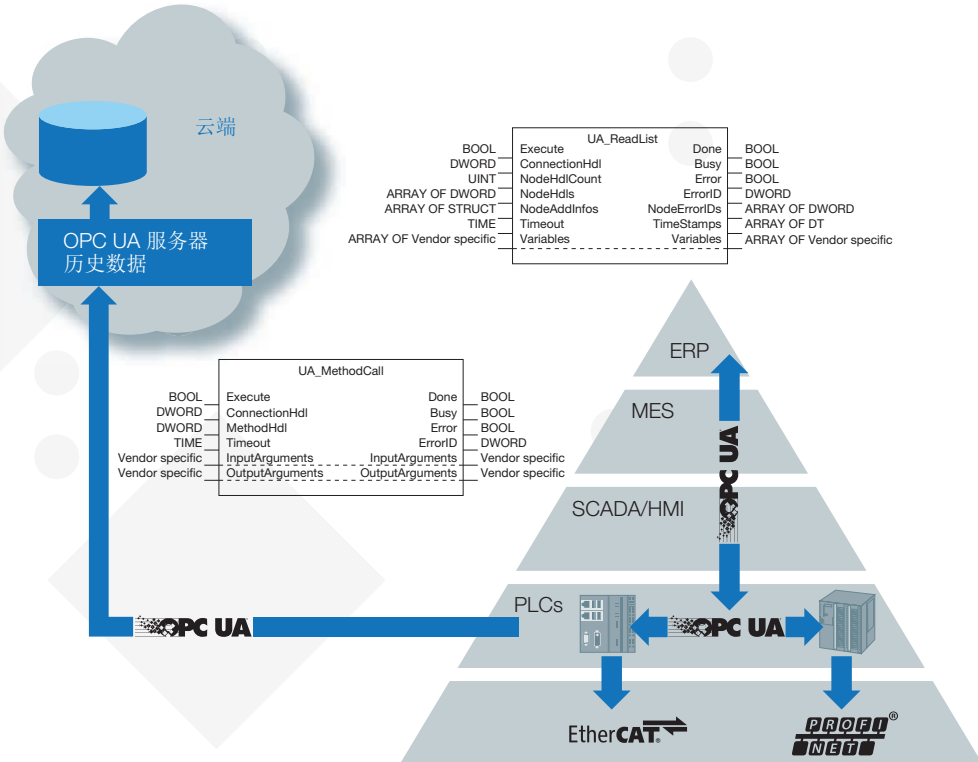 云端
OPC UA 服务器
历史数据
UA_ReadList
BOOL Execute Done BOOL
DWORD ConnectionHdl Busy BOOL
UINT NodeHdlCount Error BOOL
ARRAY OF DWORD NodeHdls ErrorID DWORD
ARRAY OF STRUCT NodeAddInfos NodeErrorIDs ARRAY OF DWORD
TIME Timeout TimeStamps ARRAY OF DT
ARRAY OF Vendor specific Variables Variables ARRAY OF Vendor specific
UA_MethodCall
BOOL Execute Done BOOL
DWORD ConnectionHdl Busy BOOL
DWORD MethodHdl Error BOOL
TIME Timeout ErrorID DWORD
Vendor specific InputArguments InputArguments Vendor specific
Vendor specific OutputArguments OutputArguments Vendor specific
ERP
MES
OPC UA
SCADA/HMI
PLCs
OPC UA
OPC UA
EtherCAT®
PROFI®
NET